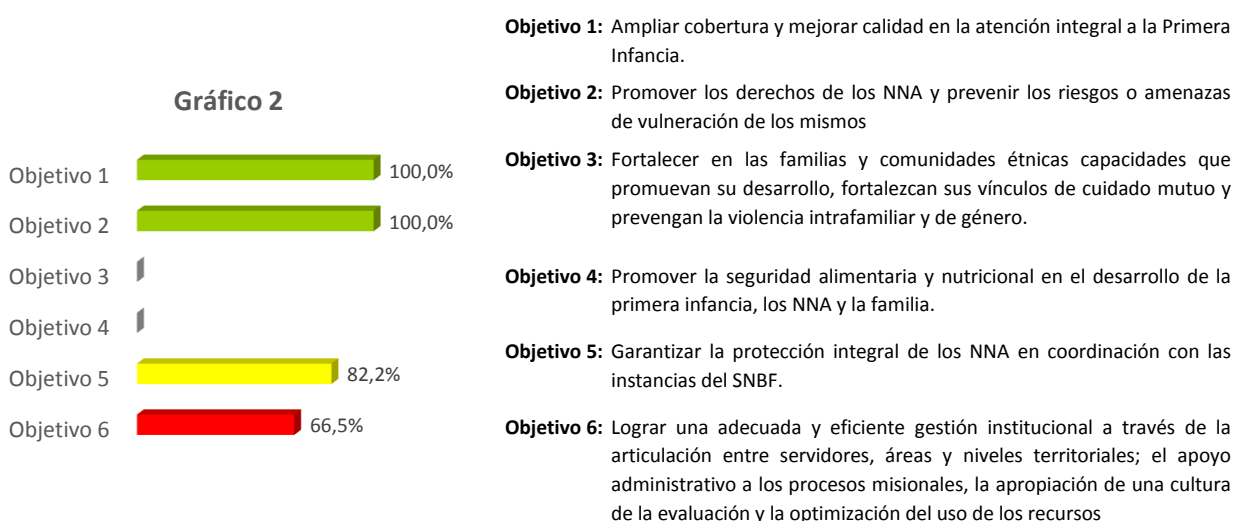 Gráfico 2
Objetivo 1 100,0%
Objetivo 2 100,0%
Objetivo 3
Objetivo 4
Objetivo 5 82,2%
Objetivo 6 66,5%
Objetivo 1: Ampliar cobertura y mejorar calidad en la atención integral a la Primera
Infancia.
Objetivo 2: Promover los derechos de los NNA y prevenir los riesgos o amenazas
de vulneración de los mismos
Objetivo 3: Fortalecer en las familias y comunidades étnicas capacidades que
promuevan su desarrollo, fortalezcan sus vínculos de cuidado mutuo y
prevengan la violencia intrafamiliar y de género.
Objetivo 4: Promover la seguridad alimentaria y nutricional en el desarrollo de la
primera infancia, los NNA y la familia.
Objetivo 5: Garantizar la protección integral de los NNA en coordinación con las
instancias del SNBF.
Objetivo 6: Lograr una adecuada y eficiente gestión institucional a través de la
articulación entre servidores, áreas y niveles territoriales; el apoyo
administrativo a los procesos misionales, la apropiación de una cultura
de la evaluación y la optimización del uso de los recursos